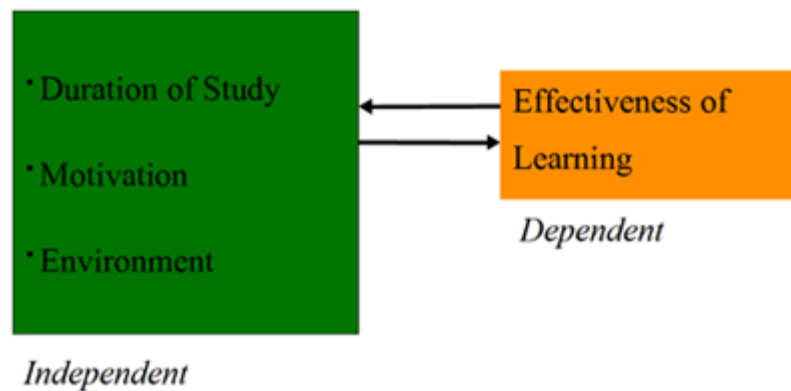 · Duration of Study
· Motivation
· Environment
Independent
Effectiveness of
Learning
Dependent